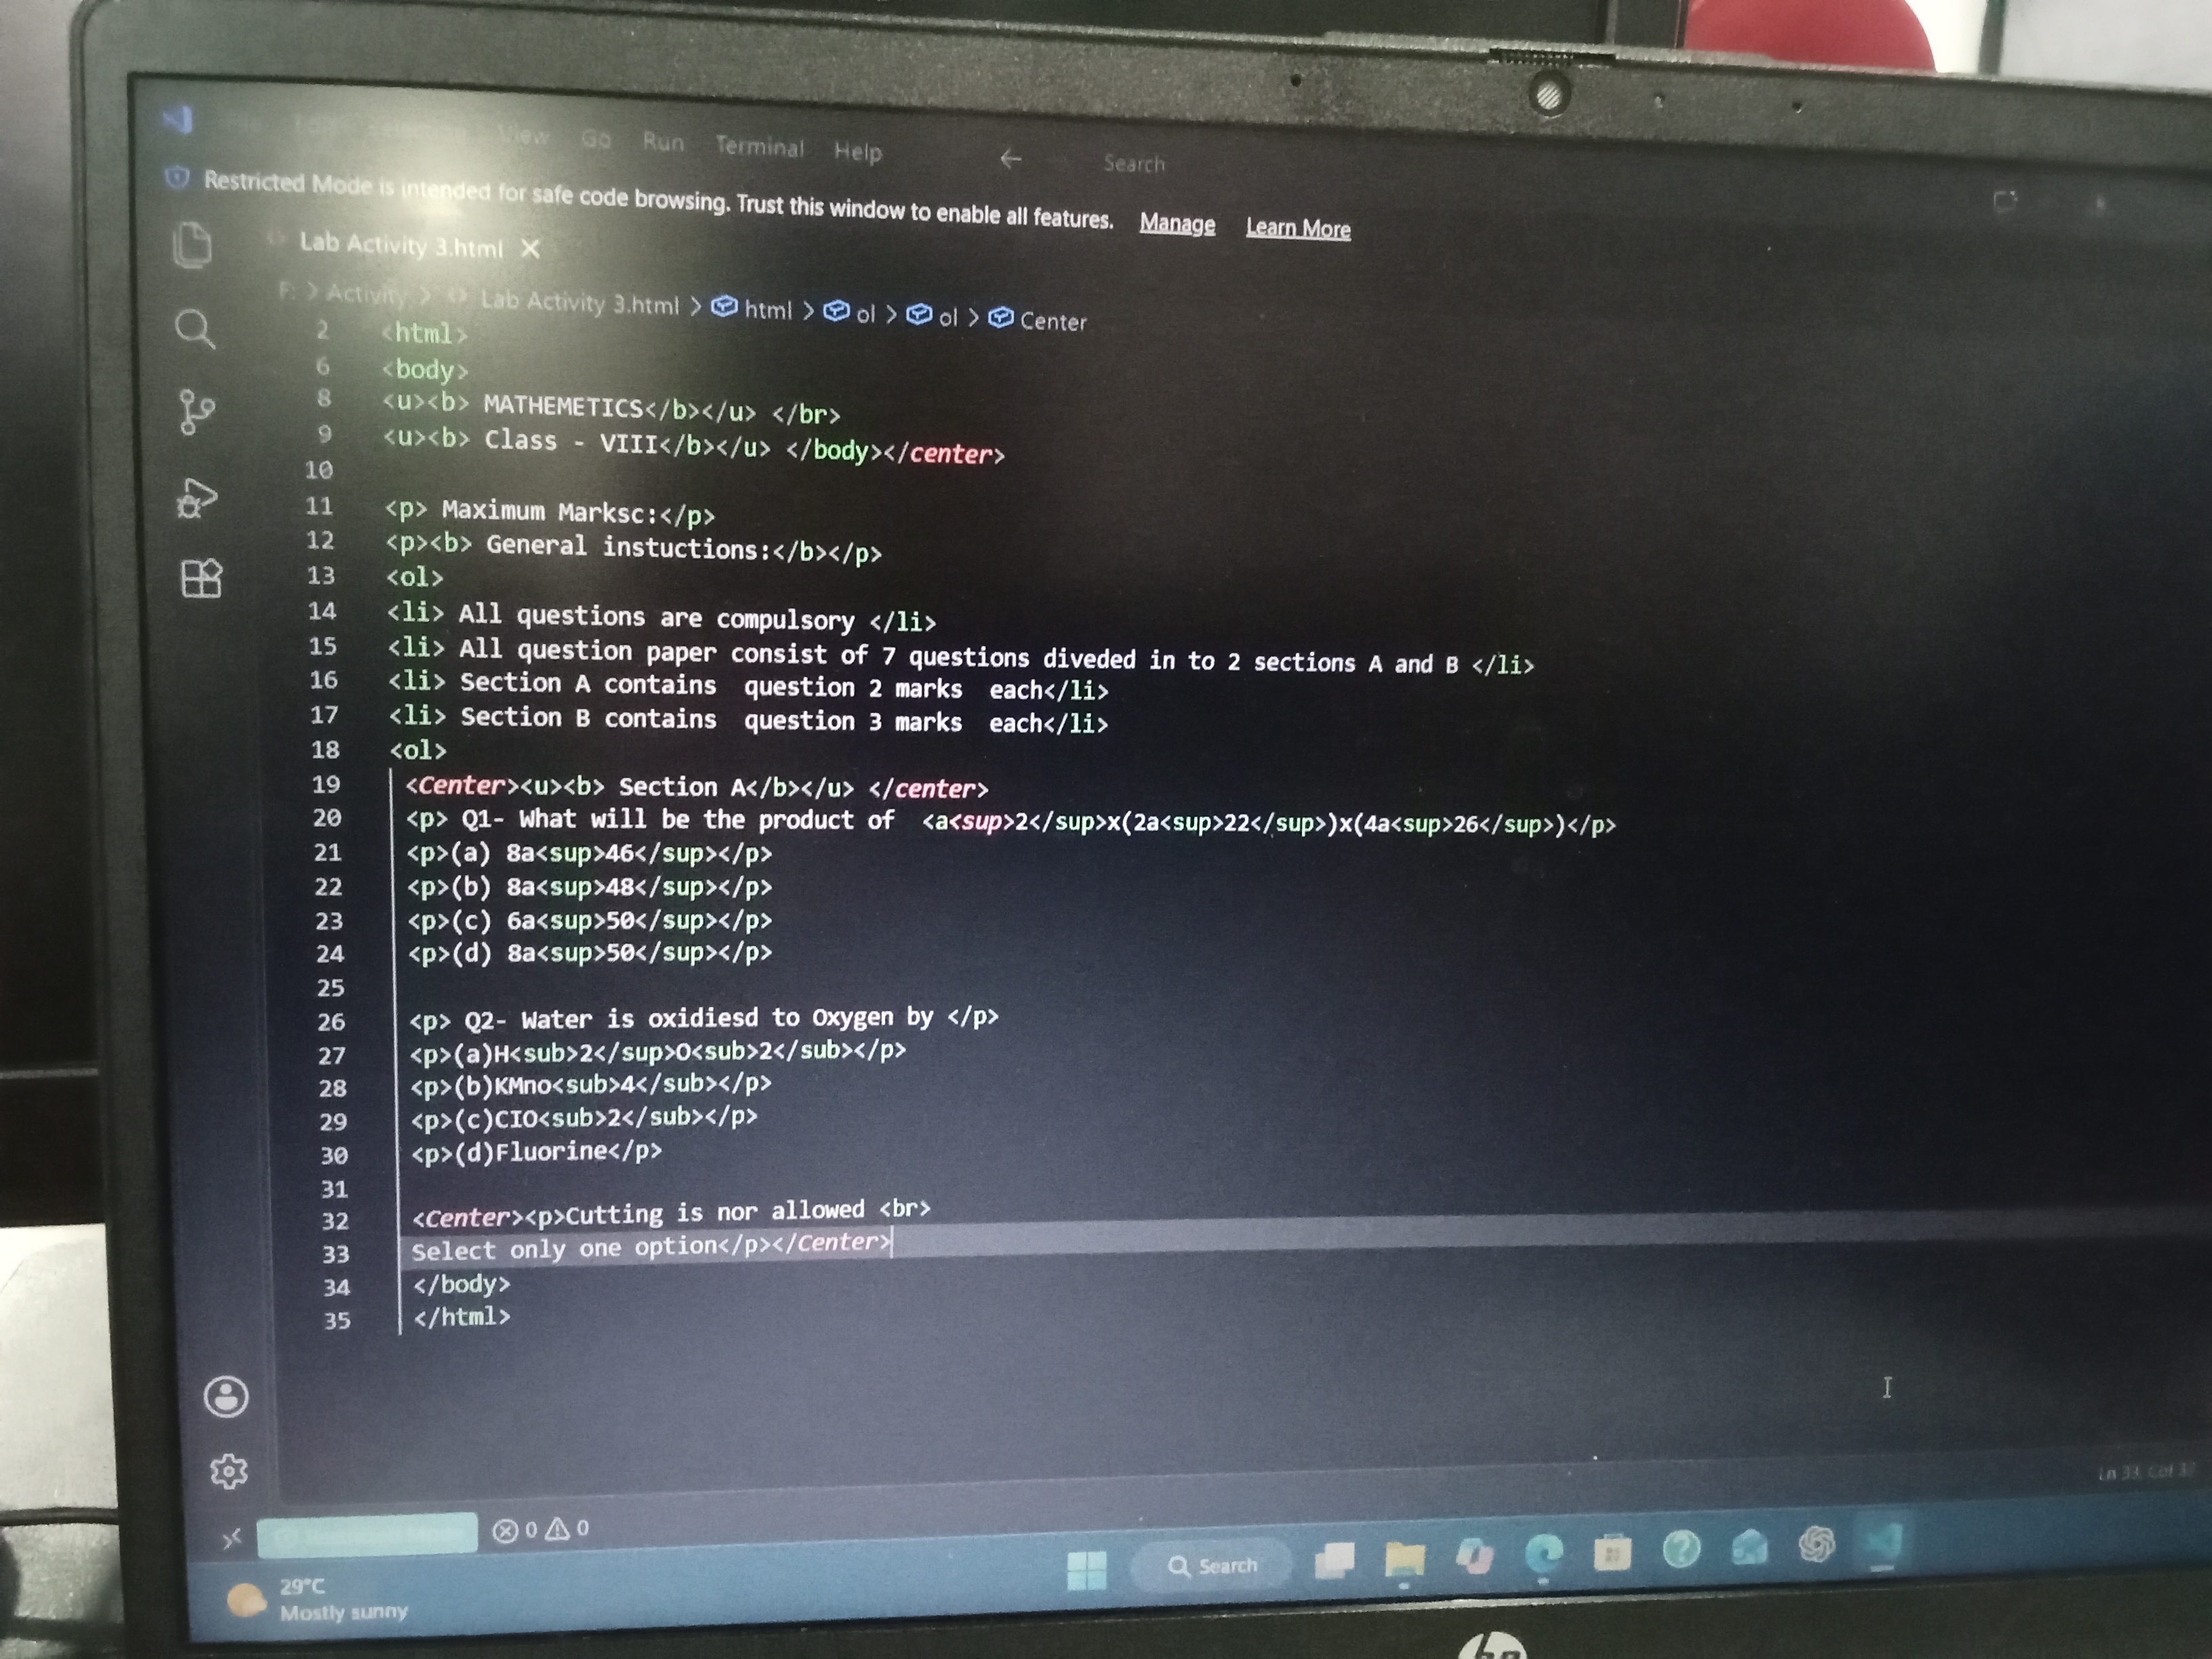 View Go Run Terminal Help Search
Restricted Mode is intended for safe code browsing. Trust this window to enable all features. Manage Learn More
Lab Activity 3.html
F: > Activity > Lab Activity 3.html > html > ol > ol > Center
2 <html>
6 <body>
8 <u><b> MATHEMETICS</b></u> </br>
9 <u><b> Class - VIII</b></u> </body></center>
10
11 <p> Maximum Marksc:</p>
12 <p><b> General instuctions:</b></p>
13 <ol>
14 <li> All questions are compulsory </li>
15 <li> All question paper consist of 7 questions diveded in to 2 sections A and B </li>
16 <li> Section A contains  question 2 marks  each</li>
17 <li> Section B contains  question 3 marks  each</li>
18 <ol>
19 <Center><u><b> Section A</b></u> </center>
20 <p> Q1- What will be the product of  <a<sup>2</sup>x(2a<sup>22</sup>)x(4a<sup>26</sup>)</p>
21 <p>(a) 8a<sup>46</sup></p>
22 <p>(b) 8a<sup>48</sup></p>
23 <p>(c) 6a<sup>50</sup></p>
24 <p>(d) 8a<sup>50</sup></p>
25
26 <p> Q2- Water is oxidiesd to Oxygen by </p>
27 <p>(a)H<sub>2</sup>O<sub>2</sub></p>
28 <p>(b)KMno<sub>4</sub></p>
29 <p>(c)CIO<sub>2</sub></p>
30 <p>(d)Fluorine</p>
31
32 <Center><p>Cutting is nor allowed <br>
33 Select only one option</p></Center>
34 </body>
35 </html>
Ln 33, Col
0 0
Search
29°C
Mostly sunny
hp